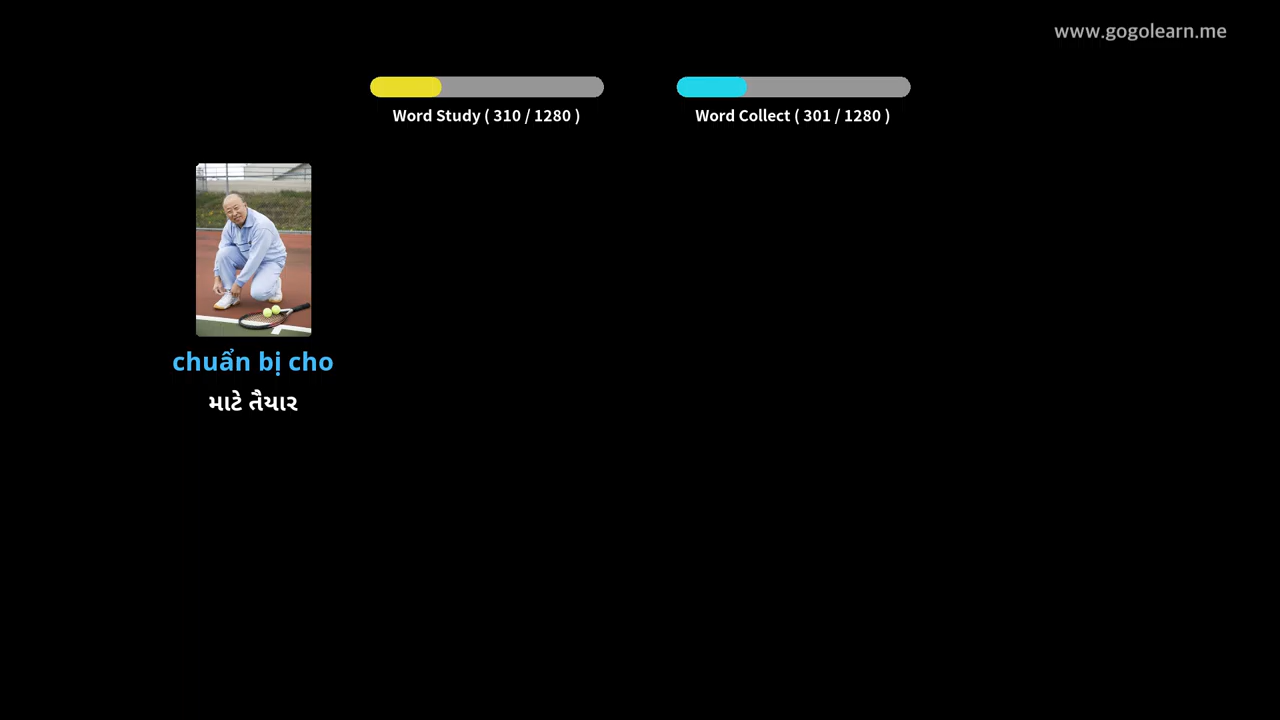 www.gogolearn.me
Word Study ( 310 / 1280 )
Word Collect ( 301 / 1280 )
chuẩn bị cho
માટે તૈયાર